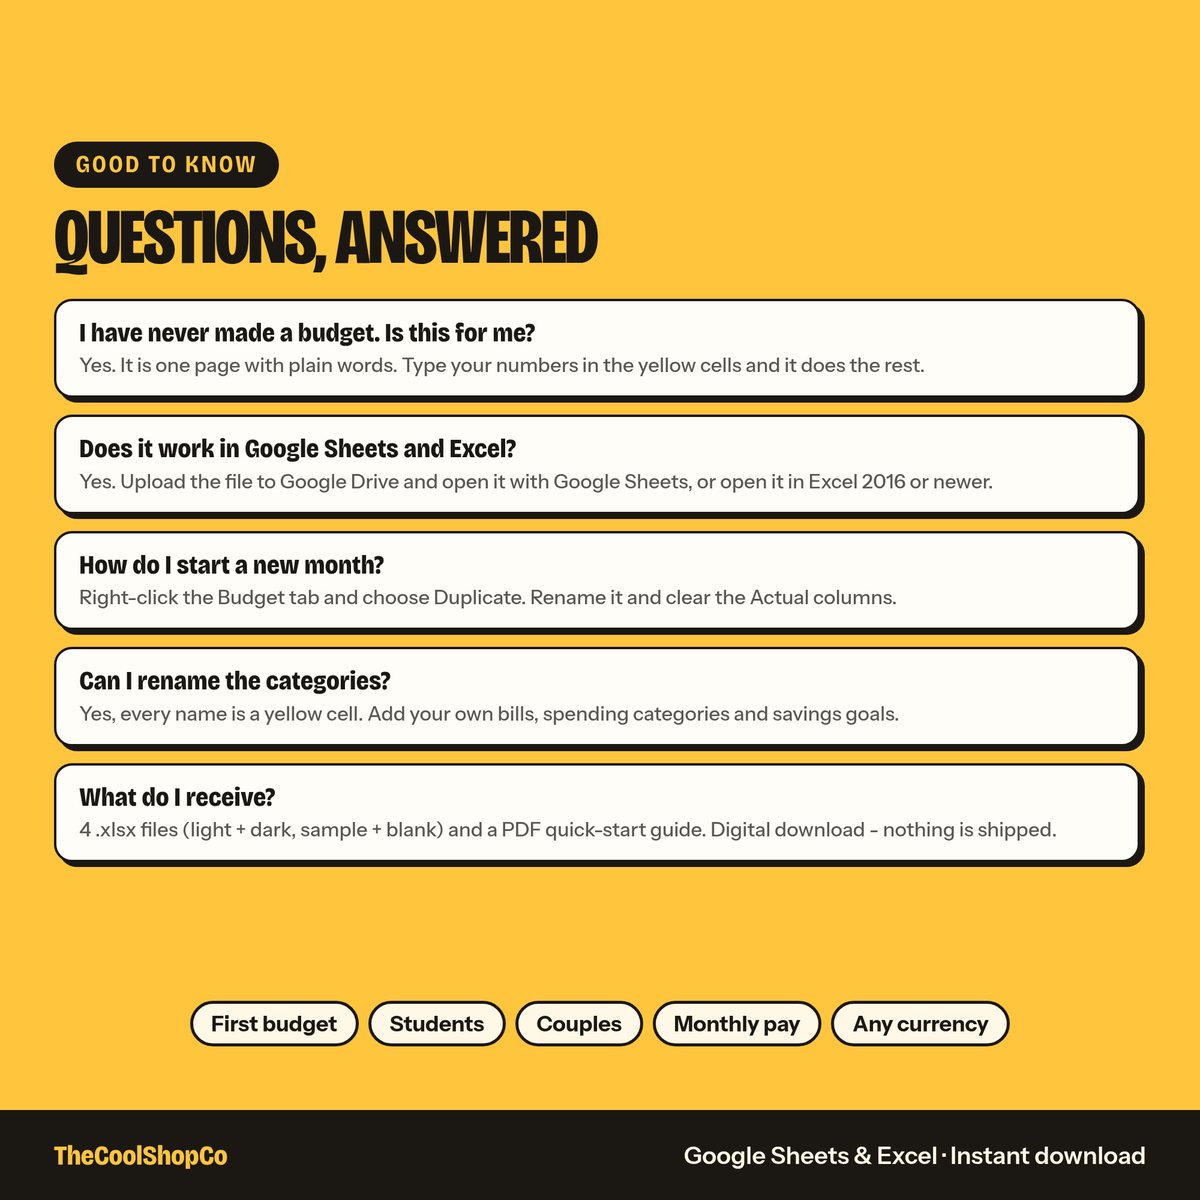 GOOD TO KNOW
QUESTIONS, ANSWERED
I have never made a budget. Is this for me?
Yes. It is one page with plain words. Type your numbers in the yellow cells and it does the rest.
Does it work in Google Sheets and Excel?
Yes. Upload the file to Google Drive and open it with Google Sheets, or open it in Excel 2016 or newer.
How do I start a new month?
Right-click the Budget tab and choose Duplicate. Rename it and clear the Actual columns.
Can I rename the categories?
Yes, every name is a yellow cell. Add your own bills, spending categories and savings goals.
What do I receive?
4 .xlsx files (light + dark, sample + blank) and a PDF quick-start guide. Digital download - nothing is shipped.
First budget
Students
Couples
Monthly pay
Any currency
TheCoolShopCo
Google Sheets & Excel · Instant download